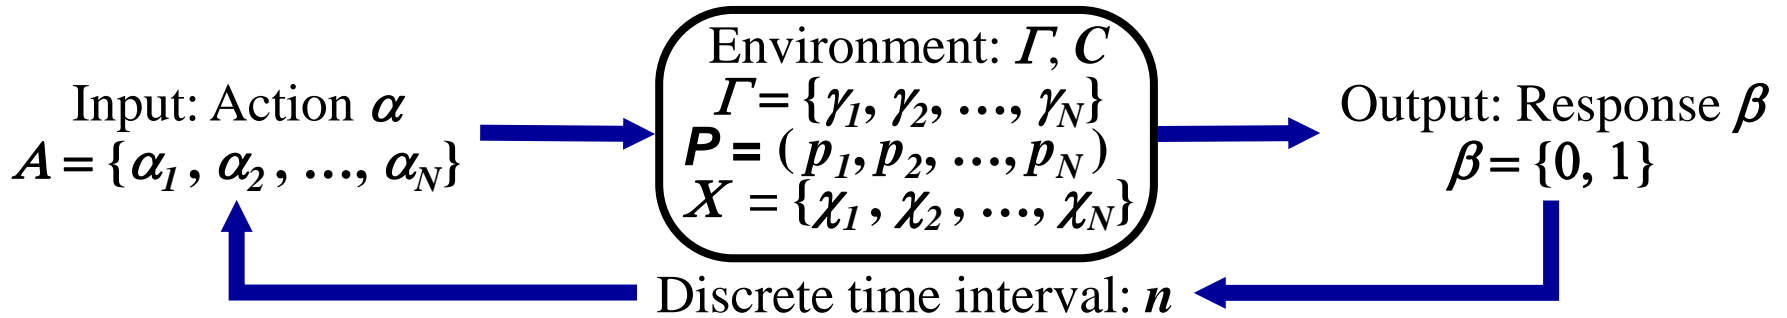 Input: Action α
A = {α1, α2, ..., αN}
Environment: Γ, C
Γ = {γ1, γ2, ..., γN}
P = ( p1, p2, ..., pN )
X = {χ1, χ2, ..., χN}
Output: Response β
β = {0, 1}
Discrete time interval: n